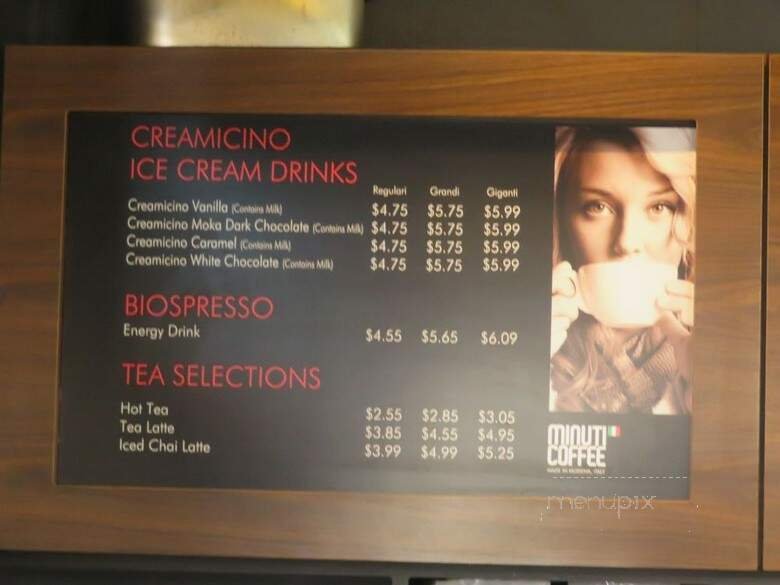 CREAMICINO
ICE CREAM DRINKS
Regulari Grandi Giganti
Creamicino Vanilla (Contains Milk) $4.75 $5.75 $5.99
Creamicino Moka Dark Chocolate (Contains Milk) $4.75 $5.75 $5.99
Creamicino Caramel (Contains Milk) $4.75 $5.75 $5.99
Creamicino White Chocolate (Contains Milk) $4.75 $5.75 $5.99
BIOSPRESSO
Energy Drink $4.55 $5.65 $6.09
TEA SELECTIONS
Hot Tea $2.55 $2.85 $3.05
Tea Latte $3.85 $4.55 $4.95
Iced Chai Latte $3.99 $4.99 $5.25
MINUTI
COFFEE
MADE IN MODENA, ITALY
menupix